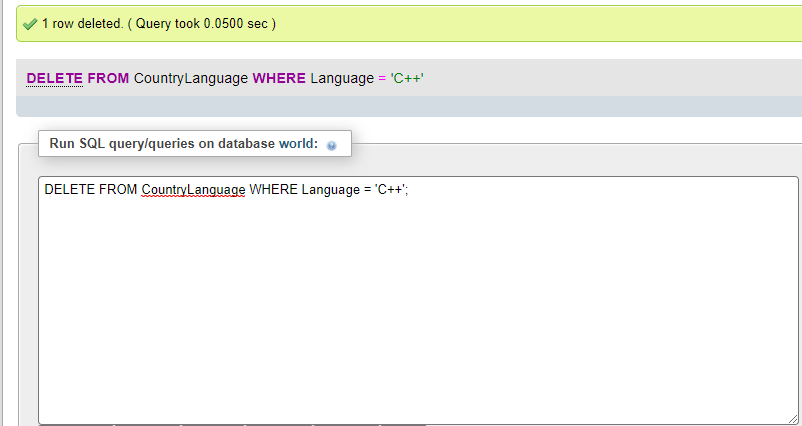 1 row deleted. ( Query took 0.0500 sec )
DELETE FROM CountryLanguage WHERE Language = 'C++'
Run SQL query/queries on database world:
DELETE FROM CountryLanguage WHERE Language = 'C++';